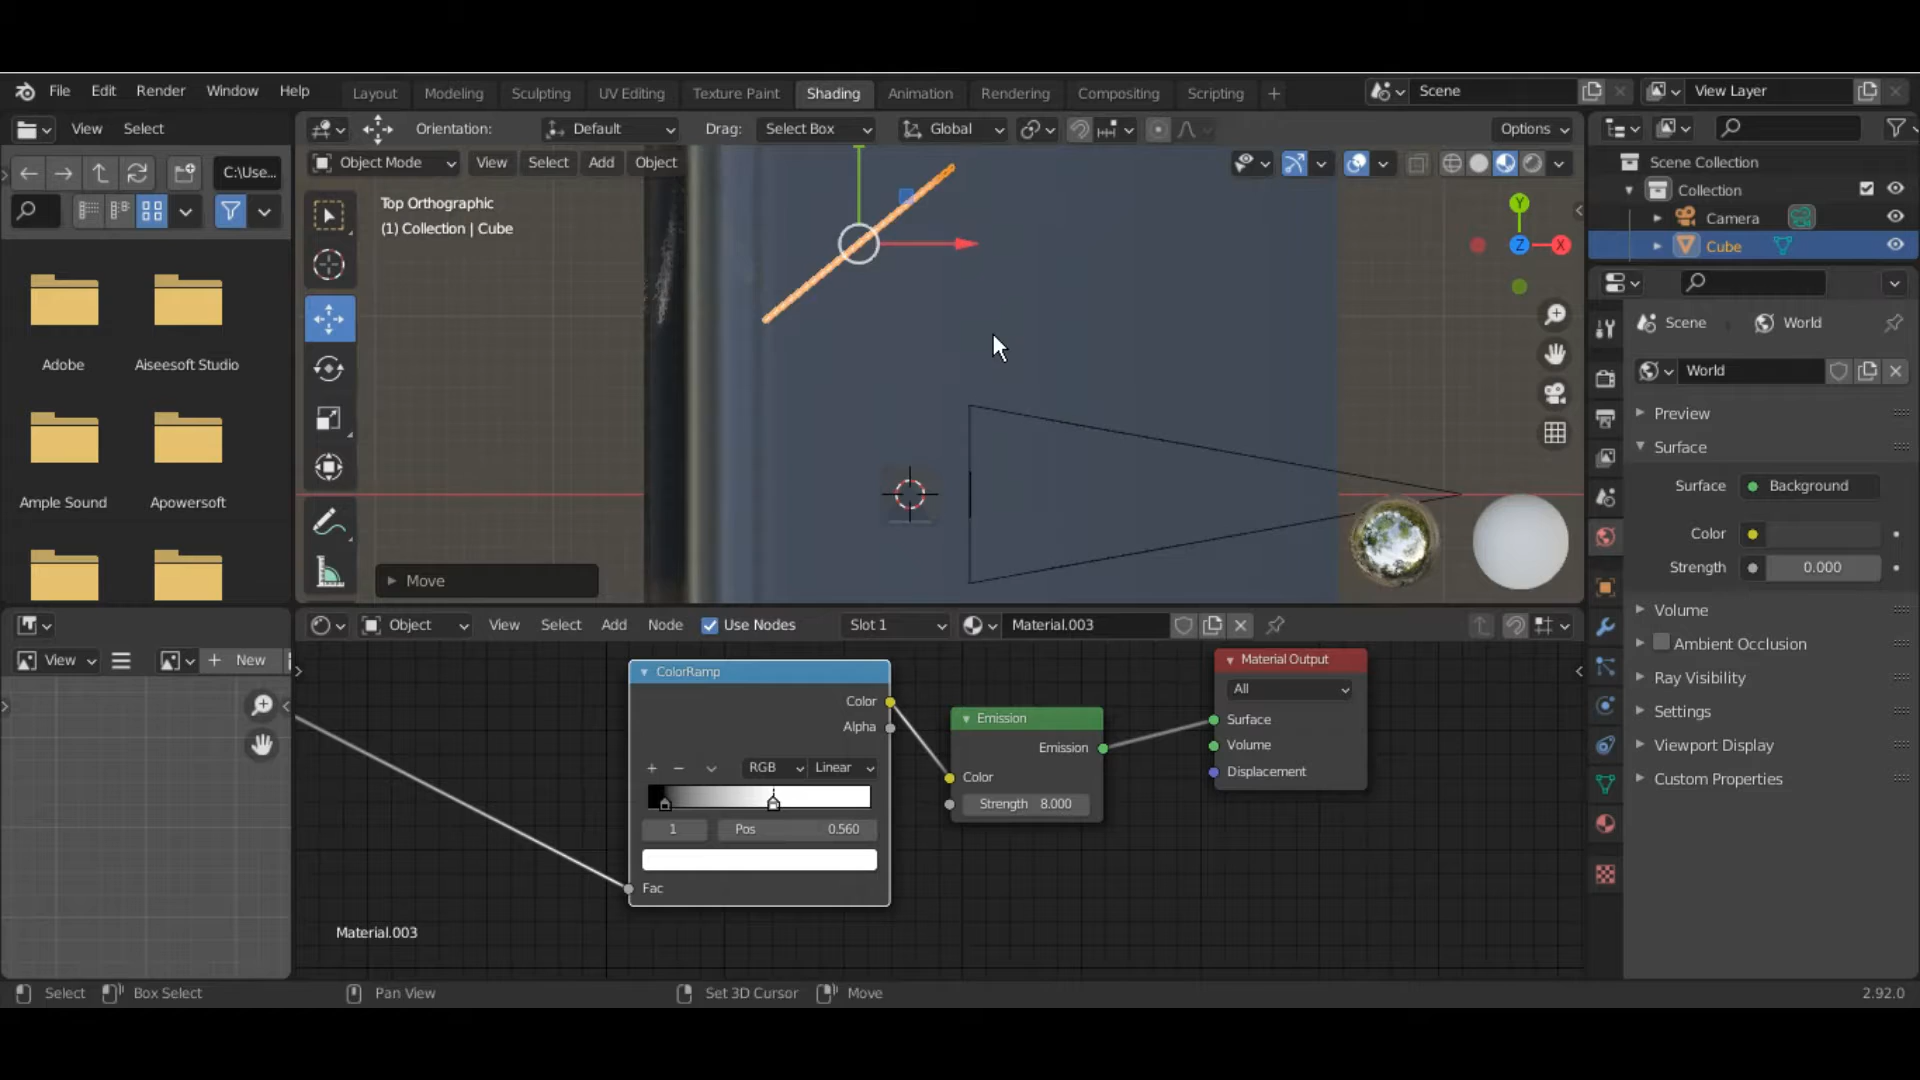 File Edit Render Window Help Layout Modeling Sculpting UV Editing Texture Paint Shading Animation Rendering Compositing Scripting + Scene View Layer
View Select Orientation: Default Drag: Select Box Global Options
C:\Use... Object Mode View Select Add Object
Top Orthographic
(1) Collection | Cube
Y
Z X
Scene Collection
Collection
Camera
Cube
Adobe Aiseesoft Studio
Ample Sound Apowersoft
Move
Scene World
World
Preview
Surface
Surface Background
Color
Strength 0.000
Volume
Ambient Occlusion
Ray Visibility
Settings
Viewport Display
Custom Properties
View + New
Object View Select Add Node Use Nodes Slot 1 Material.003
ColorRamp
Color
Alpha
+ − RGB Linear
1 Pos 0.560
Fac
Emission
Emission
Color
Strength 8.000
Material Output
All
Surface
Volume
Displacement
Material.003
Select Box Select Pan View Set 3D Cursor Move 2.92.0